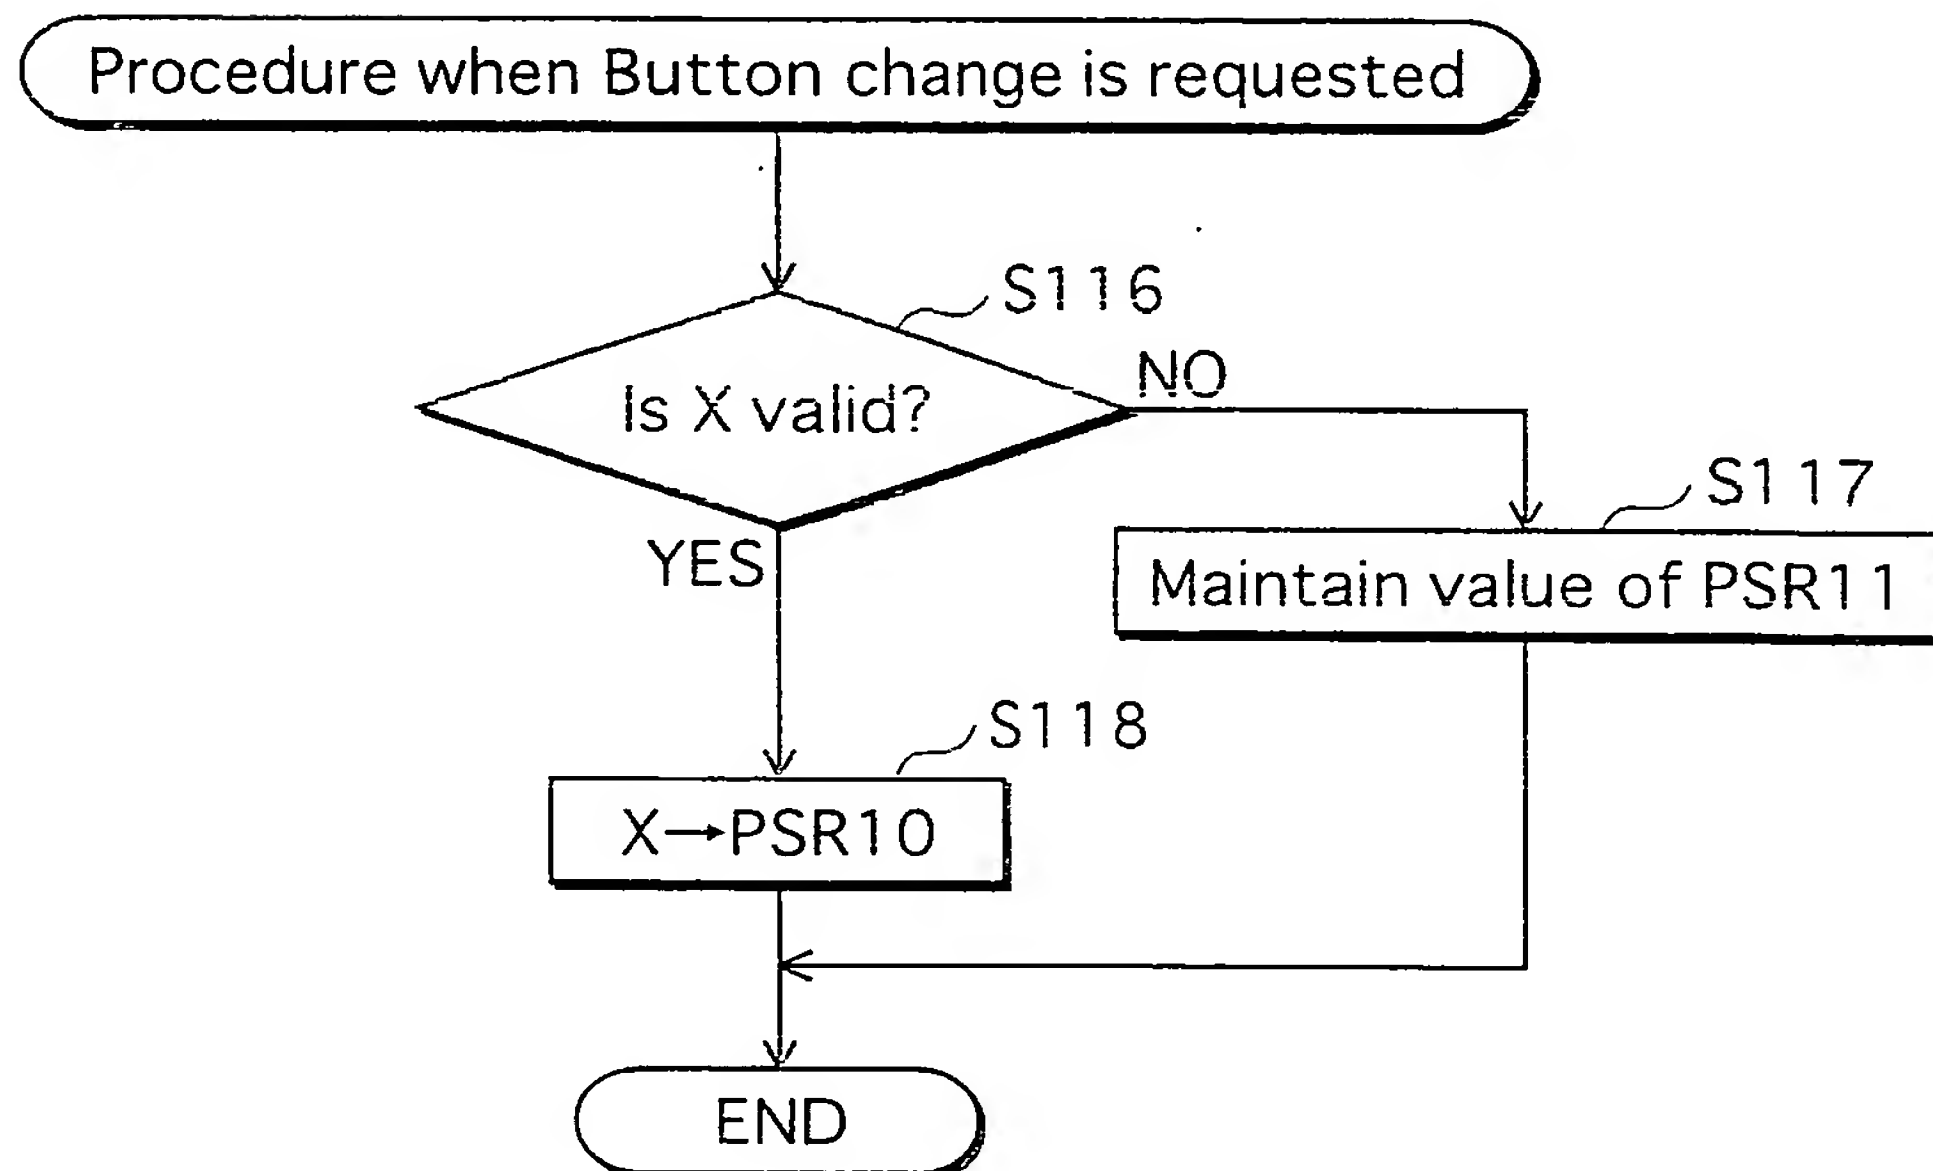 Procedure when Button change is requested
S116
Is X valid?
NO
YES
S117
Maintain value of PSR11
S118
X→PSR10
END